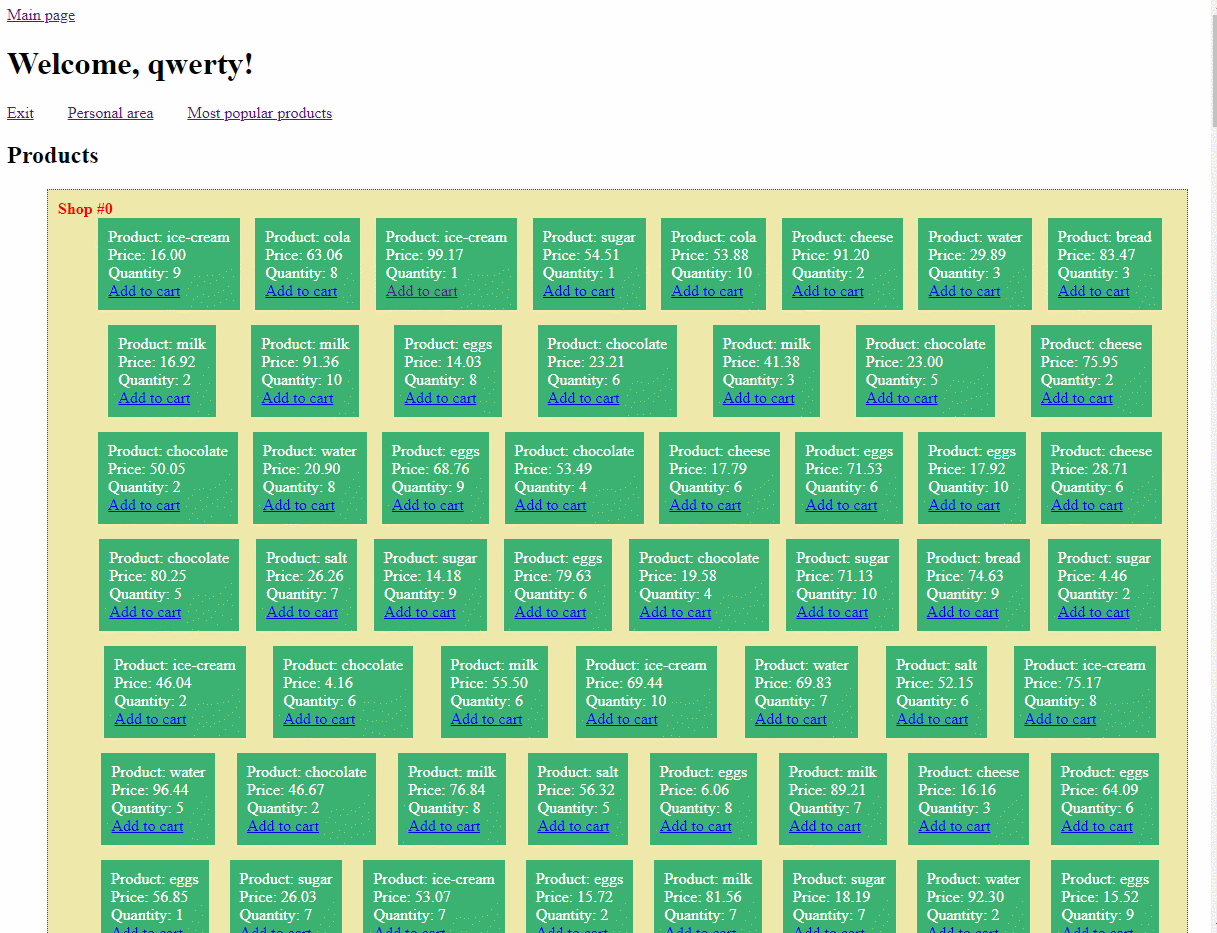 Main page
Welcome, qwerty!
Exit Personal area Most popular products
Products
Shop #0
Product: ice-cream Product: cola Product: ice-cream Product: sugar Product: cola Product: cheese Product: water Product: bread
Price: 16.00 Price: 63.06 Price: 99.17 Price: 54.51 Price: 53.88 Price: 91.20 Price: 29.89 Price: 83.47
Quantity: 9 Quantity: 8 Quantity: 1 Quantity: 1 Quantity: 10 Quantity: 2 Quantity: 3 Quantity: 3
Add to cart Add to cart Add to cart Add to cart Add to cart Add to cart Add to cart Add to cart
Product: milk Product: milk Product: eggs Product: chocolate Product: milk Product: chocolate Product: cheese
Price: 16.92 Price: 91.36 Price: 14.03 Price: 23.21 Price: 41.38 Price: 23.00 Price: 75.95
Quantity: 2 Quantity: 10 Quantity: 8 Quantity: 6 Quantity: 3 Quantity: 5 Quantity: 2
Add to cart Add to cart Add to cart Add to cart Add to cart Add to cart Add to cart
Product: chocolate Product: water Product: eggs Product: chocolate Product: cheese Product: eggs Product: eggs Product: cheese
Price: 50.05 Price: 20.90 Price: 68.76 Price: 53.49 Price: 17.79 Price: 71.53 Price: 17.92 Price: 28.71
Quantity: 2 Quantity: 8 Quantity: 9 Quantity: 4 Quantity: 6 Quantity: 6 Quantity: 10 Quantity: 6
Add to cart Add to cart Add to cart Add to cart Add to cart Add to cart Add to cart Add to cart
Product: chocolate Product: salt Product: sugar Product: eggs Product: chocolate Product: sugar Product: bread Product: sugar
Price: 80.25 Price: 26.26 Price: 14.18 Price: 79.63 Price: 19.58 Price: 71.13 Price: 74.63 Price: 4.46
Quantity: 5 Quantity: 7 Quantity: 9 Quantity: 6 Quantity: 4 Quantity: 10 Quantity: 9 Quantity: 2
Add to cart Add to cart Add to cart Add to cart Add to cart Add to cart Add to cart Add to cart
Product: ice-cream Product: chocolate Product: milk Product: ice-cream Product: water Product: salt Product: ice-cream
Price: 46.04 Price: 4.16 Price: 55.50 Price: 69.44 Price: 69.83 Price: 52.15 Price: 75.17
Quantity: 2 Quantity: 6 Quantity: 6 Quantity: 10 Quantity: 7 Quantity: 6 Quantity: 8
Add to cart Add to cart Add to cart Add to cart Add to cart Add to cart Add to cart
Product: water Product: chocolate Product: milk Product: salt Product: eggs Product: milk Product: cheese Product: eggs
Price: 96.44 Price: 46.67 Price: 76.84 Price: 56.32 Price: 6.06 Price: 89.21 Price: 16.16 Price: 64.09
Quantity: 5 Quantity: 2 Quantity: 8 Quantity: 5 Quantity: 8 Quantity: 7 Quantity: 3 Quantity: 6
Add to cart Add to cart Add to cart Add to cart Add to cart Add to cart Add to cart Add to cart
Product: eggs Product: sugar Product: ice-cream Product: eggs Product: milk Product: sugar Product: water Product: eggs
Price: 56.85 Price: 26.03 Price: 53.07 Price: 15.72 Price: 81.56 Price: 18.19 Price: 92.30 Price: 15.52
Quantity: 1 Quantity: 7 Quantity: 7 Quantity: 2 Quantity: 7 Quantity: 7 Quantity: 2 Quantity: 9
Add to cart Add to cart Add to cart Add to cart Add to cart Add to cart Add to cart Add to cart